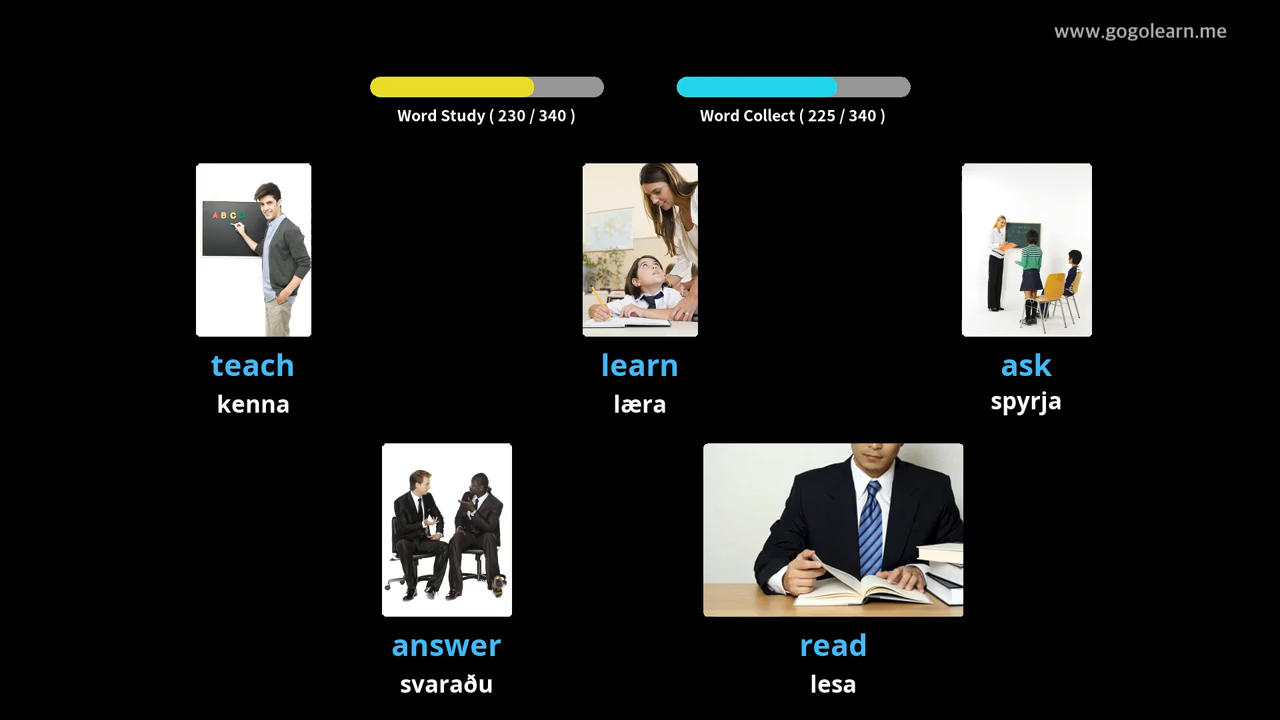 www.gogolearn.me
Word Study ( 230 / 340 )
Word Collect ( 225 / 340 )
A B C D
teach
kenna
learn
læra
ask
spyrja
answer
svaraðu
read
lesa